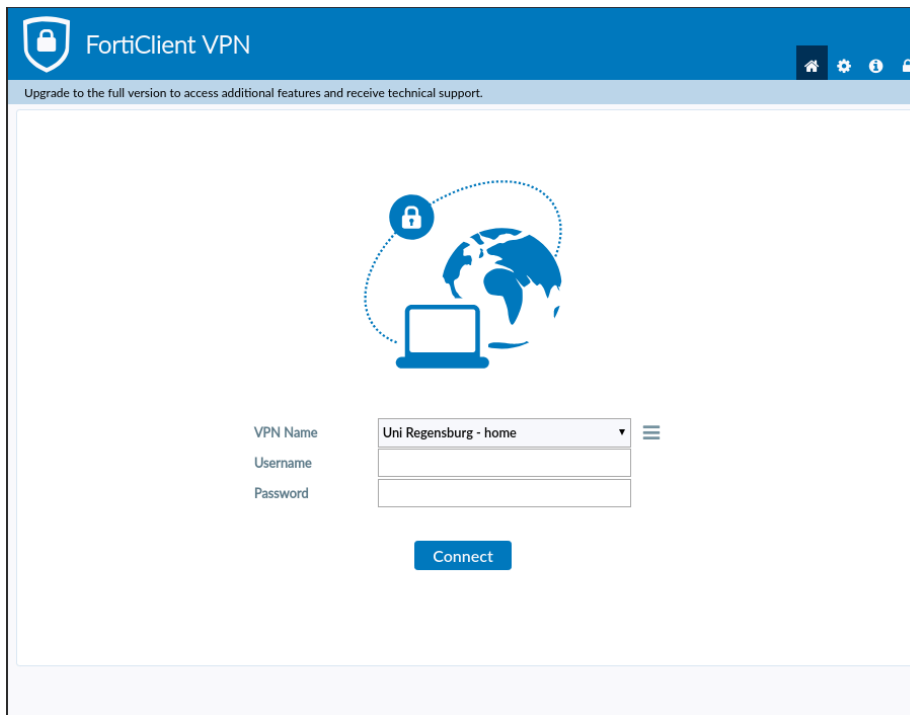 FortiClient VPN
Upgrade to the full version to access additional features and receive technical support.
VPN Name
Uni Regensburg - home
Username
Password
Connect